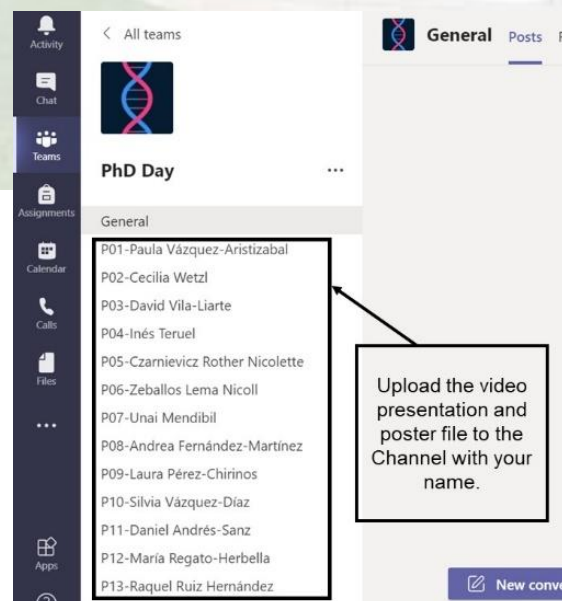 Activity
Chat
Teams
Assignments
Calendar
Calls
Files
Apps
All teams
PhD Day
General
P01-Paula Vázquez-Aristizabal
P02-Cecilia Wetzl
P03-David Vila-Liarte
P04-Inés Teruel
P05-Czarnievicz Rother Nicolette
P06-Zeballos Lema Nicoll
P07-Unai Mendibil
P08-Andrea Fernández-Martínez
P09-Laura Pérez-Chirinos
P10-Silvia Vázquez-Díaz
P11-Daniel Andrés-Sanz
P12-María Regato-Herbella
P13-Raquel Ruiz Hernández
General Posts
Upload the video
presentation and
poster file to the
Channel with your
name.
New conve